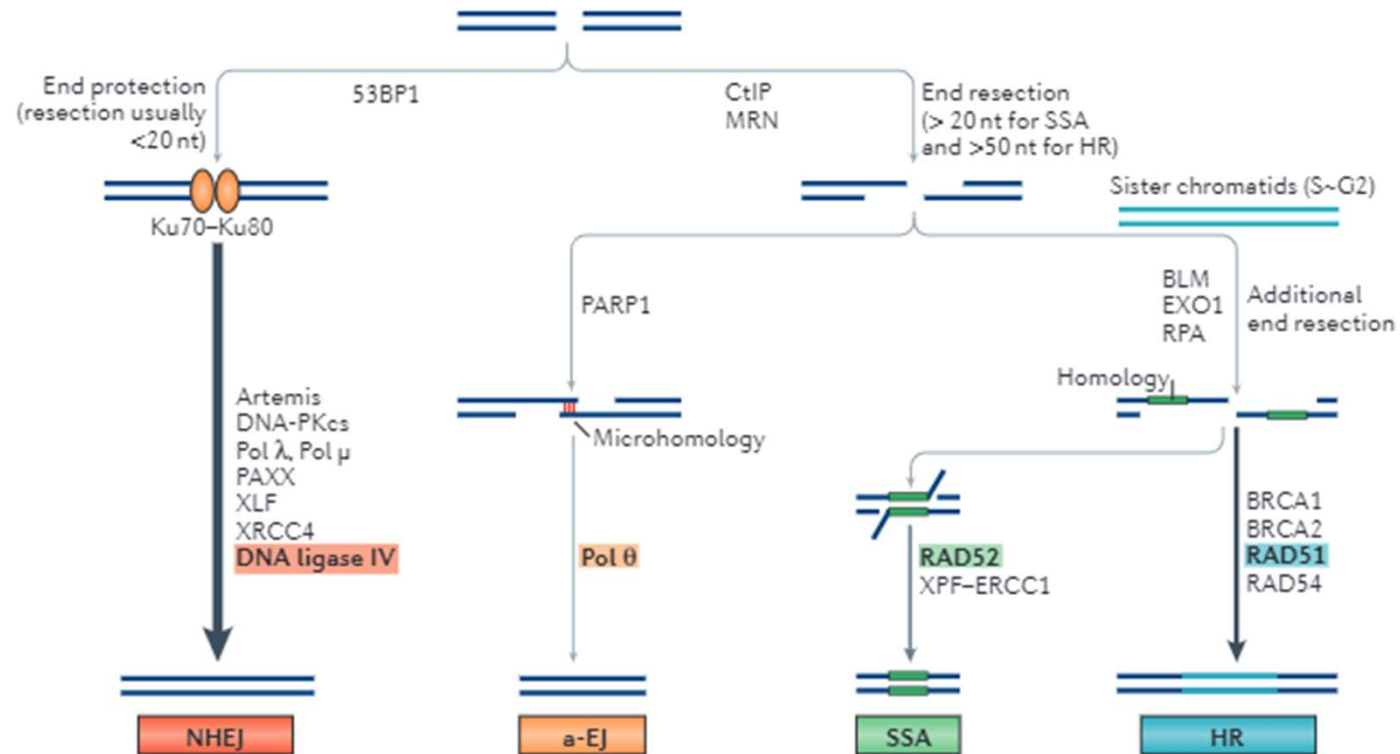 End protection
(resection usually
<20 nt)
53BP1
CtIP
MRN
End resection
(> 20 nt for SSA
and >50 nt for HR)
Ku70–Ku80
Sister chromatids (S~G2)
PARP1
BLM
EXO1
RPA
Additional
end resection
Homology
Microhomology
Artemis
DNA-PKcs
Pol λ, Pol μ
PAXX
XLF
XRCC4
DNA ligase IV
Pol θ
RAD52
XPF–ERCC1
BRCA1
BRCA2
RAD51
RAD54
NHEJ
a-EJ
SSA
HR